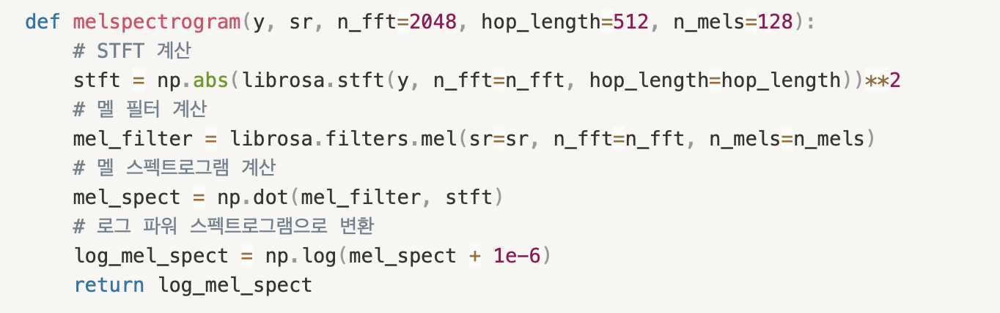 def melspectrogram(y, sr, n_fft=2048, hop_length=512, n_mels=128):
    # STFT 계산
    stft = np.abs(librosa.stft(y, n_fft=n_fft, hop_length=hop_length))**2
    # 멜 필터 계산
    mel_filter = librosa.filters.mel(sr=sr, n_fft=n_fft, n_mels=n_mels)
    # 멜 스펙트로그램 계산
    mel_spect = np.dot(mel_filter, stft)
    # 로그 파워 스펙트로그램으로 변환
    log_mel_spect = np.log(mel_spect + 1e-6)
    return log_mel_spect